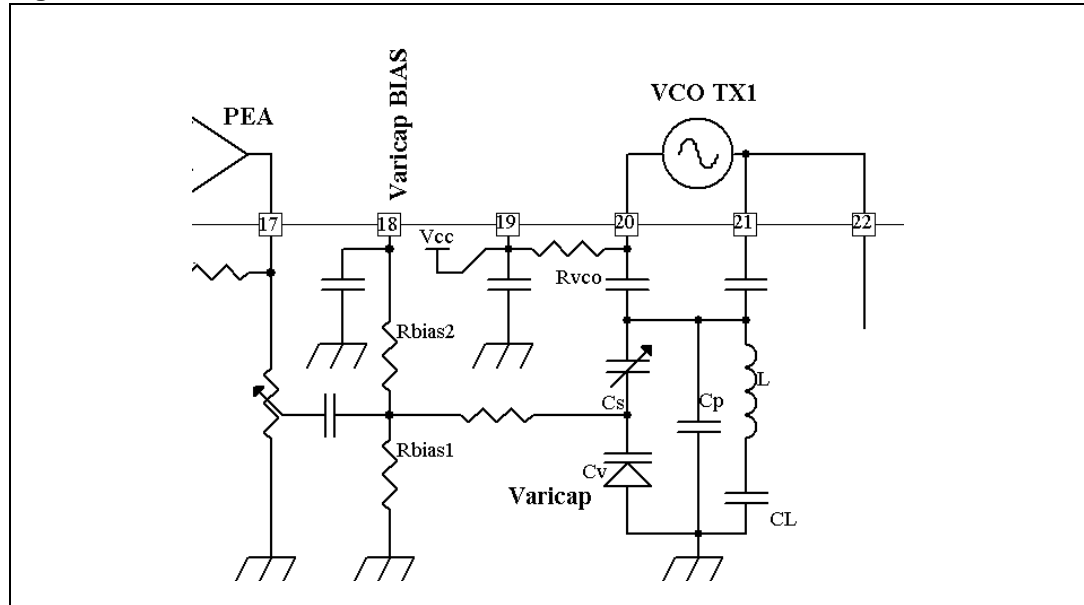 PEA
Varicap BIAS
VCO TX1
17
18
19
20
21
22
Vcc
Rvco
Rbias2
Cs
Cp
L
Rbias1
Cv
Varicap
CL